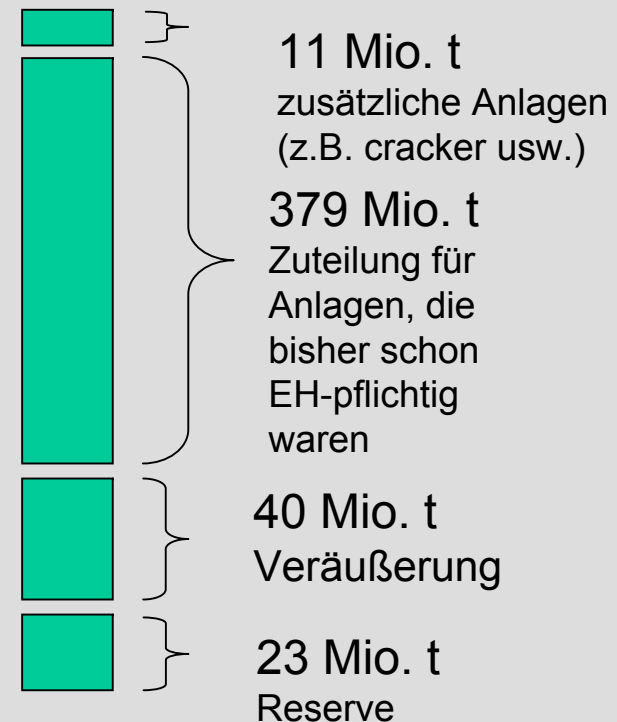 11 Mio. t
zusätzliche Anlagen
(z.B. cracker usw.)
379 Mio. t
Zuteilung für
Anlagen, die
bisher schon
EH-pflichtig
waren
40 Mio. t
Veräußerung
23 Mio. t
Reserve